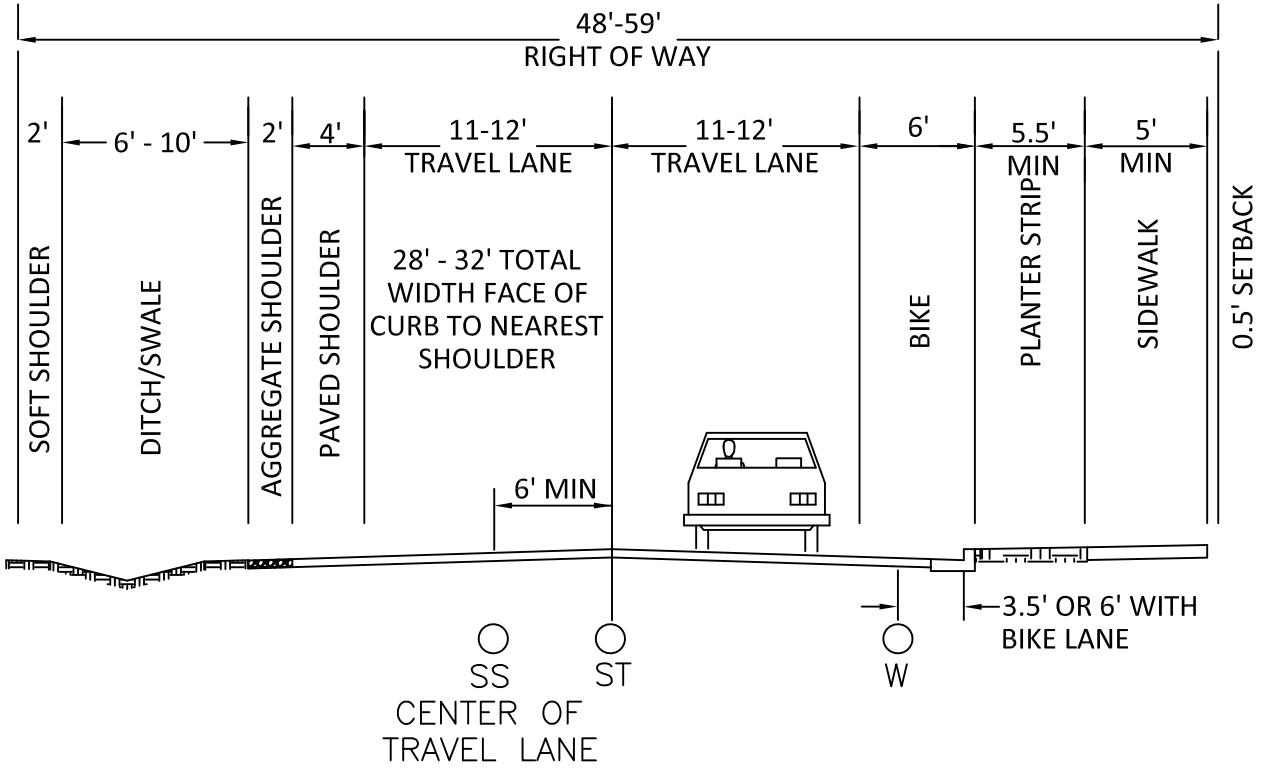 48'-59'
RIGHT OF WAY
2'
6' - 10'
2'
4'
11-12'
TRAVEL LANE
11-12'
TRAVEL LANE
6'
5.5'
MIN
5'
MIN
SOFT SHOULDER
DITCH/SWALE
AGGREGATE SHOULDER
PAVED SHOULDER
28' - 32' TOTAL
WIDTH FACE OF
CURB TO NEAREST
SHOULDER
BIKE
PLANTER STRIP
SIDEWALK
0.5' SETBACK
6' MIN
3.5' OR 6' WITH
BIKE LANE
SS
ST
W
CENTER OF
TRAVEL LANE